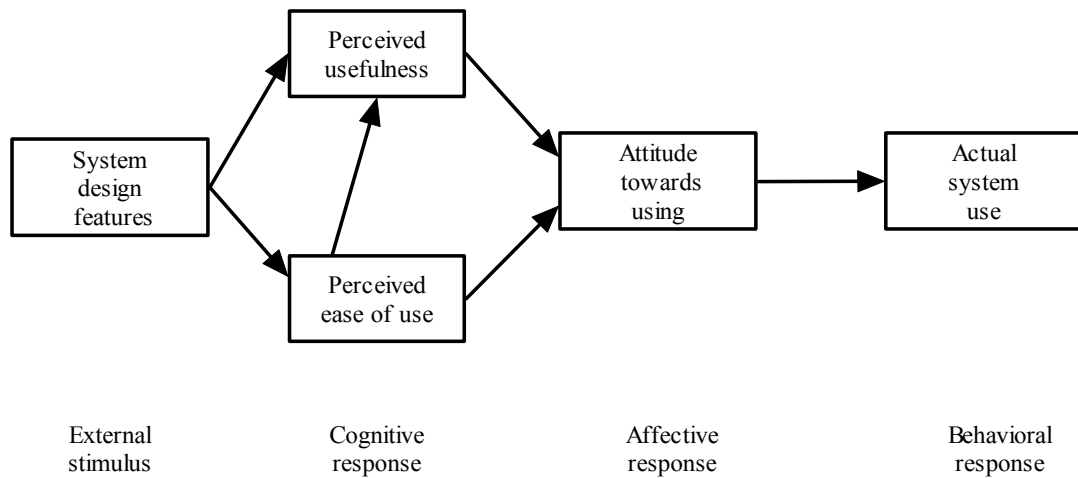 Perceived
usefulness
System
design
features
Perceived
ease of use
Attitude
towards
using
Actual
system
use
External
stimulus
Cognitive
response
Affective
response
Behavioral
response